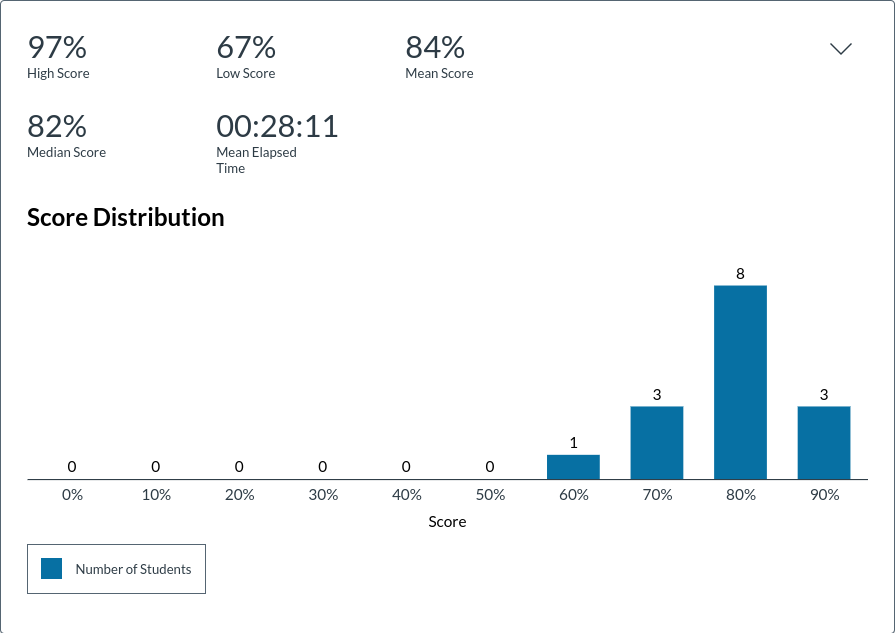 97%
High Score
67%
Low Score
84%
Mean Score
82%
Median Score
00:28:11
Mean Elapsed
Time
Score Distribution
8
3
3
1
0 0 0 0 0 0
0% 10% 20% 30% 40% 50% 60% 70% 80% 90%
Score
Number of Students